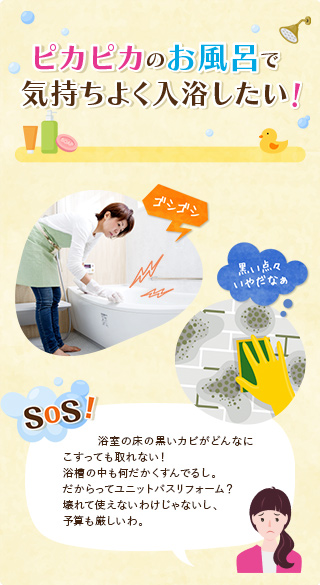 ピカピカのお風呂で
気持ちよく入浴したい!
ゴシゴシ
黒い点々
いやだなぁ
SOS!
浴室の床の黒いカビがどんなに
こすっても取れない!
浴槽の中も何だかくすんでるし。
だからってユニットバスリフォーム?
壊れて使えないわけじゃないし、
予算も厳しいわ。